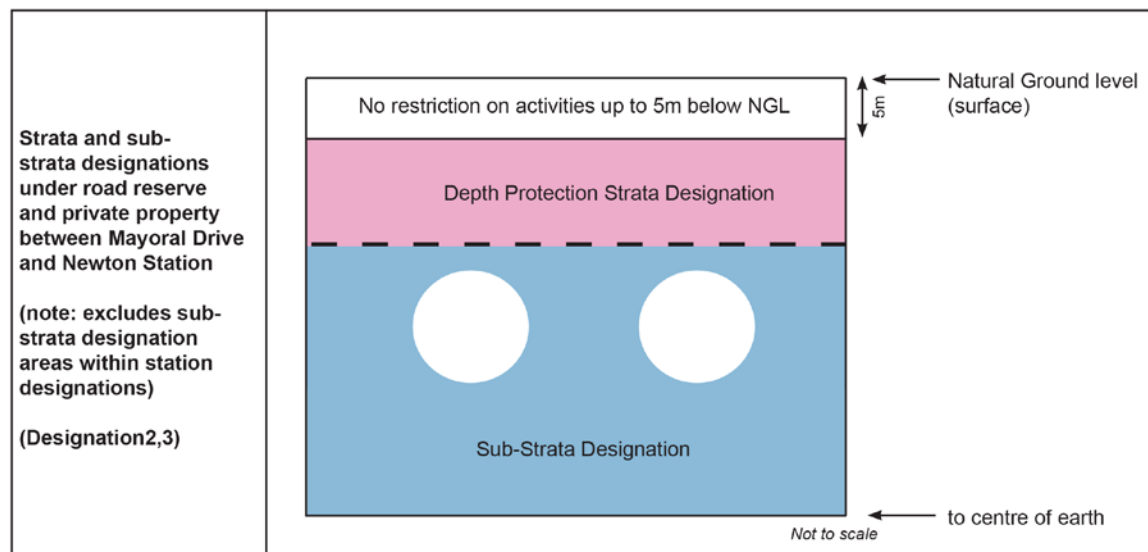 Strata and sub-
strata designations
under road reserve
and private property
between Mayoral Drive
and Newton Station
(note: excludes sub-
strata designation
areas within station
designations)
(Designation2,3)
No restriction on activities up to 5m below NGL
5m
Natural Ground level
(surface)
Depth Protection Strata Designation
Sub-Strata Designation
to centre of earth
Not to scale